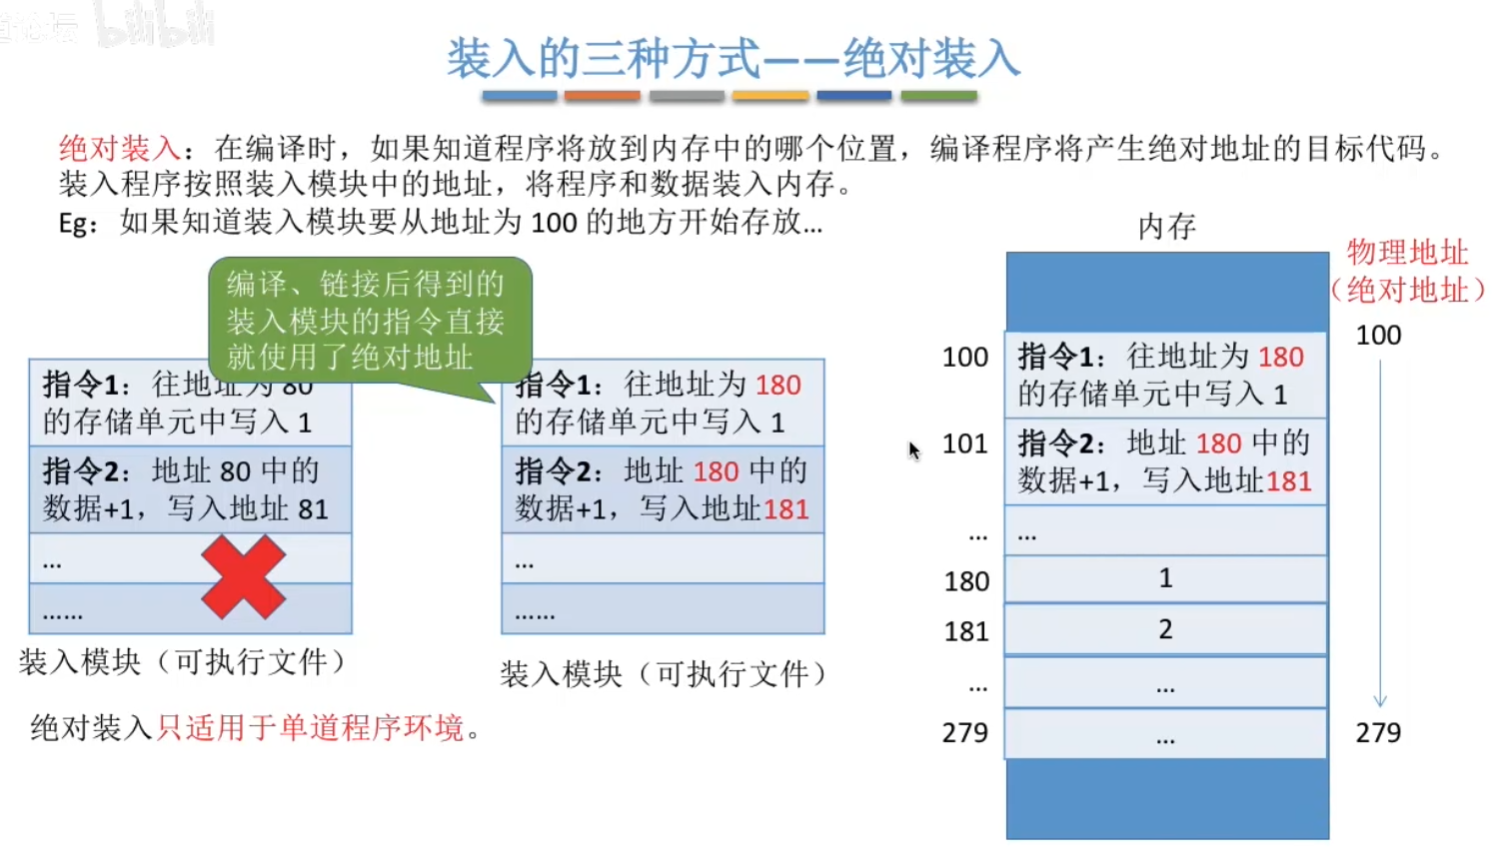 bilibili
装入的三种方式——绝对装入
绝对装入：在编译时，如果知道程序将放到内存中的哪个位置，编译程序将产生绝对地址的目标代码。
装入程序按照装入模块中的地址，将程序和数据装入内存。
Eg：如果知道装入模块要从地址为 100 的地方开始存放...
编译、链接后得到的
装入模块的指令直接
就使用了绝对地址
指令1：往地址为 80
的存储单元中写入 1
指令2：地址 80 中的
数据+1，写入地址 81
...
......
装入模块（可执行文件）
指令1：往地址为 180
的存储单元中写入 1
指令2：地址 180 中的
数据+1，写入地址181
...
......
装入模块（可执行文件）
绝对装入只适用于单道程序环境。
内存
物理地址
（绝对地址）
100
100
指令1：往地址为 180
的存储单元中写入 1
101
指令2：地址 180 中的
数据+1，写入地址181
...
...
180
1
181
2
...
...
279
...
279